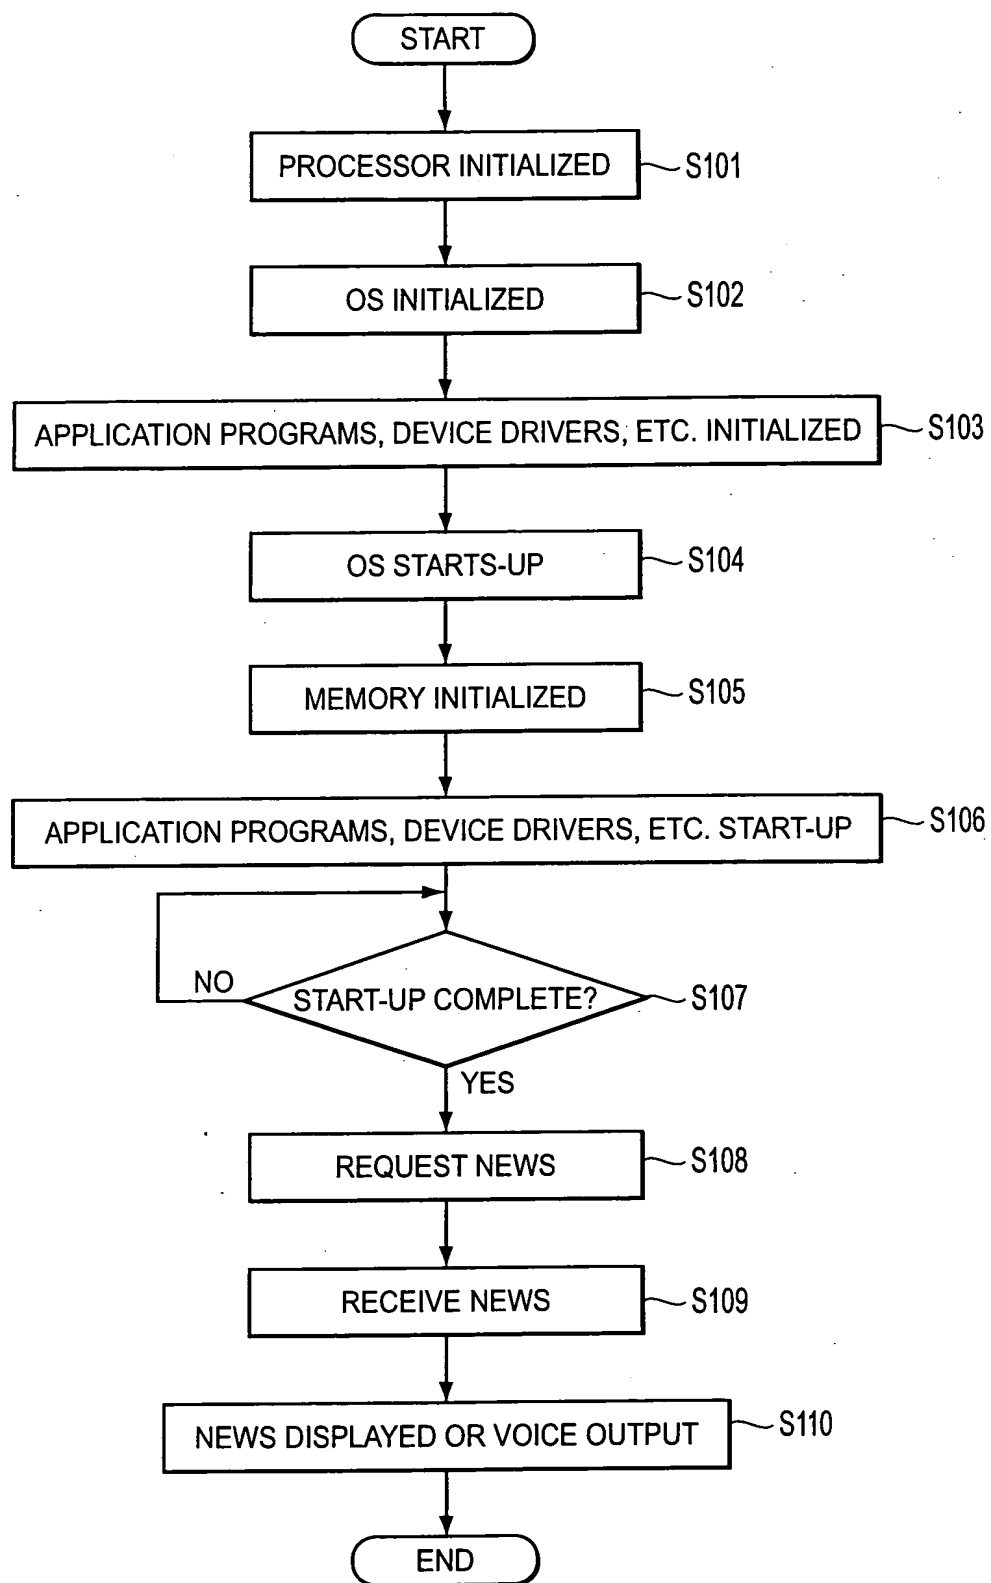 START
PROCESSOR INITIALIZED
S101
OS INITIALIZED
S102
APPLICATION PROGRAMS, DEVICE DRIVERS, ETC. INITIALIZED
S103
OS STARTS-UP
S104
MEMORY INITIALIZED
S105
APPLICATION PROGRAMS, DEVICE DRIVERS, ETC. START-UP
S106
NO
START-UP COMPLETE?
S107
YES
REQUEST NEWS
S108
RECEIVE NEWS
S109
NEWS DISPLAYED OR VOICE OUTPUT
S110
END